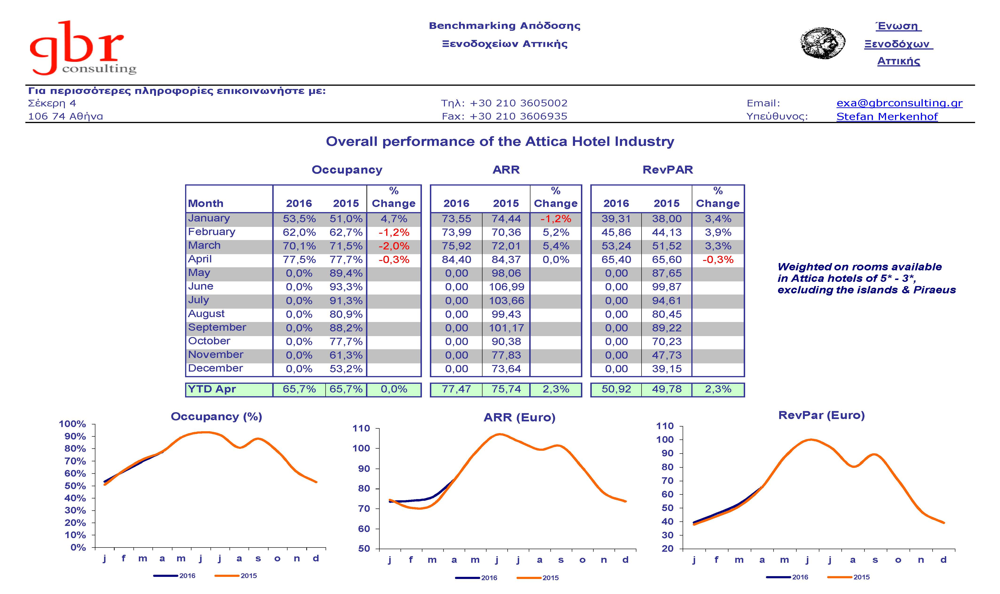 gbr
consulting
Benchmarking Απόδοσης
Ξενοδοχείων Αττικής
Ένωση
Ξενοδόχων
Αττικής
Για περισσότερες πληροφορίες επικοινωνήστε με:
Σέκερη 4 Τηλ: +30 210 3605002 Email: exa@gbrconsulting.gr
106 74 Αθήνα Fax: +30 210 3606935 Υπεύθυνος: Stefan Merkenhof
Overall performance of the Attica Hotel Industry
Occupancy ARR RevPAR
% % %
Month 2016 2015 Change 2016 2015 Change 2016 2015 Change
January 53,5% 51,0% 4,7% 73,55 74,44 -1,2% 39,31 38,00 3,4%
February 62,0% 62,7% -1,2% 73,99 70,36 5,2% 45,86 44,13 3,9%
March 70,1% 71,5% -2,0% 75,92 72,01 5,4% 53,24 51,52 3,3%
April 77,5% 77,7% -0,3% 84,40 84,37 0,0% 65,40 65,60 -0,3%
May 0,0% 89,4% 0,00 98,06 0,00 87,65
June 0,0% 93,3% 0,00 106,99 0,00 99,87
July 0,0% 91,3% 0,00 103,66 0,00 94,61
August 0,0% 80,9% 0,00 99,43 0,00 80,45
September 0,0% 88,2% 0,00 101,17 0,00 89,22
October 0,0% 77,7% 0,00 90,38 0,00 70,23
November 0,0% 61,3% 0,00 77,83 0,00 47,73
December 0,0% 53,2% 0,00 73,64 0,00 39,15
YTD Apr 65,7% 65,7% 0,0% 77,47 75,74 2,3% 50,92 49,78 2,3%
Weighted on rooms available
in Attica hotels of 5* - 3*,
excluding the islands & Piraeus
Occupancy (%)
100%
90%
80%
70%
60%
50%
40%
30%
20%
10%
0%
j f m a m j j a s o n d
2016 2015
ARR (Euro)
110
100
90
80
70
60
50
j f m a m j j a s o n d
2016 2015
RevPar (Euro)
110
100
90
80
70
60
50
40
30
20
j f m a m j j a s o n d
2016 2015